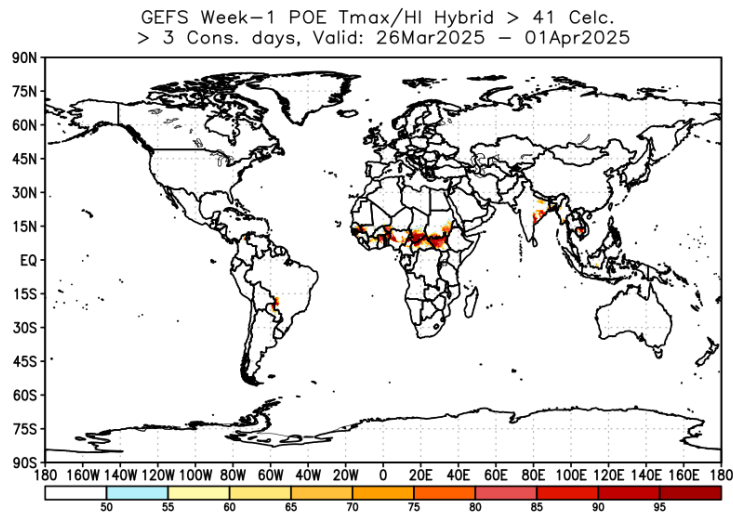 GEFS Week-1 POE Tmax/HI Hybrid > 41 Celc.
> 3 Cons. days, Valid: 26Mar2025 - 01Apr2025
90N
75N
60N
45N
30N
15N
EQ
15S
30S
45S
60S
75S
90S
180 160W 140W 120W 100W 80W 60W 40W 20W 0 20E 40E 60E 80E 100E 120E 140E 160E 180
50 55 60 65 70 75 80 85 90 95